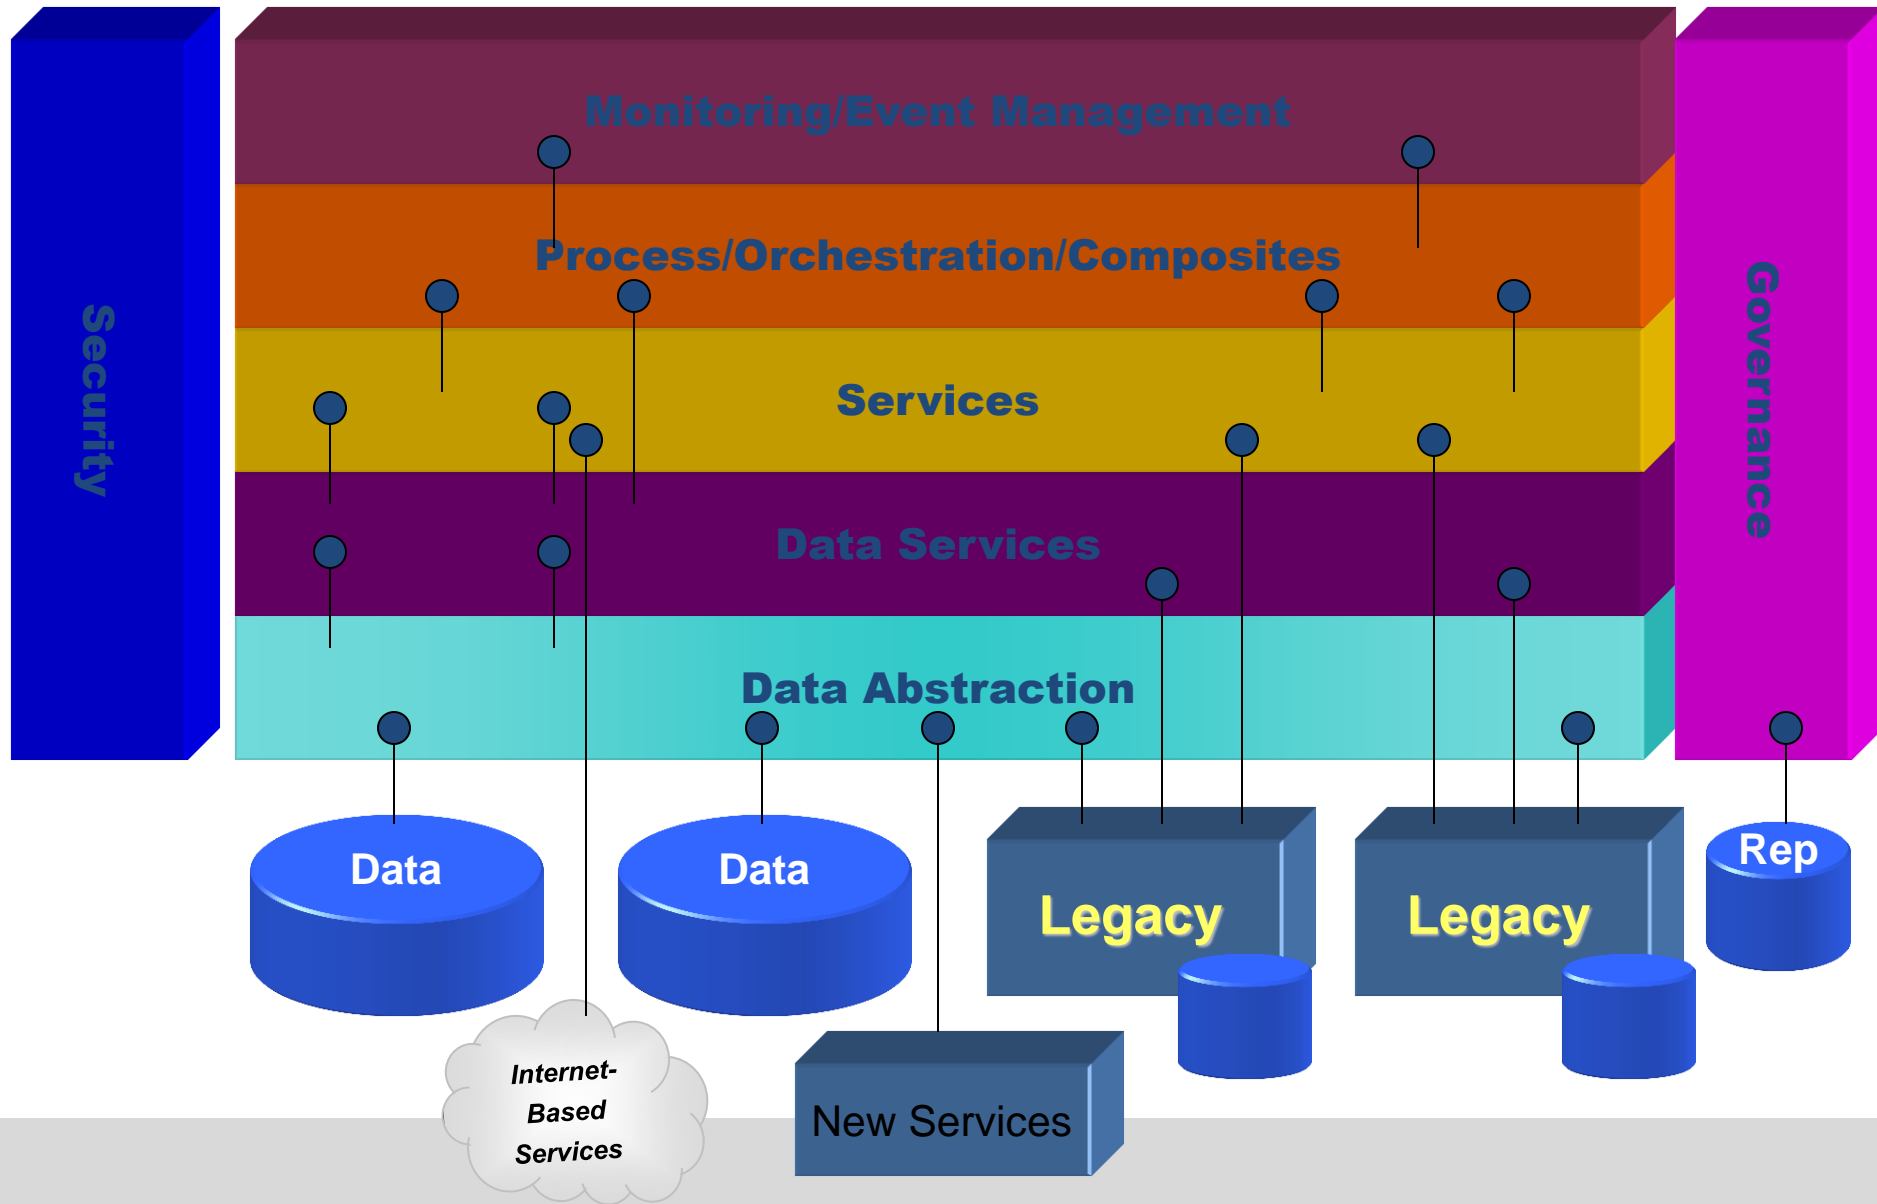 Monitoring/Event Management
Process/Orchestration/Composites
Services
Data Services
Data Abstraction
Security
Governance
Data
Data
Legacy
Legacy
Rep
Internet-
Based
Services
New Services